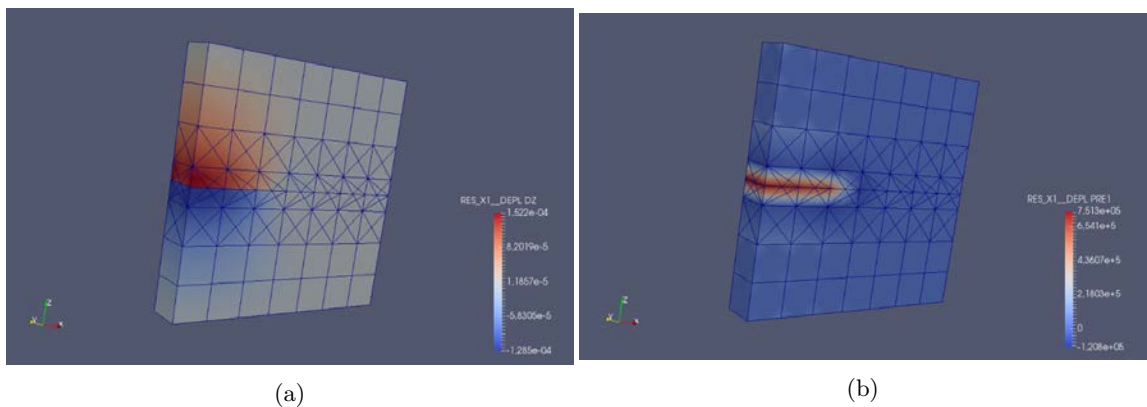 RES_X1__DEPL DZ
1,522e-04
8.2019e-5
1,1857e-5
-5.8305e-5
-1,285e-04
Z
Y
X
RES_X1__DEPL PRE1
7,513e+05
6,541e+5
4,3607e+5
2,1803e+5
0
-1,208e+05
Z
Y
X
(a)
(b)